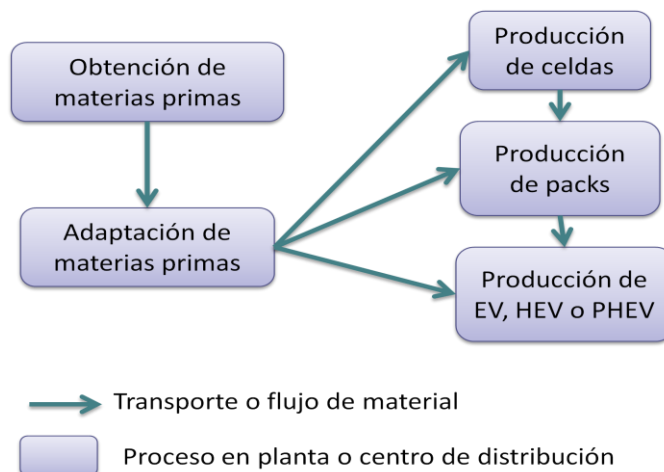 Obtención de
materias primas
Adaptación de
materias primas
Producción
de celdas
Producción
de packs
Producción de
EV, HEV o PHEV
Transporte o flujo de material
Proceso en planta o centro de distribución